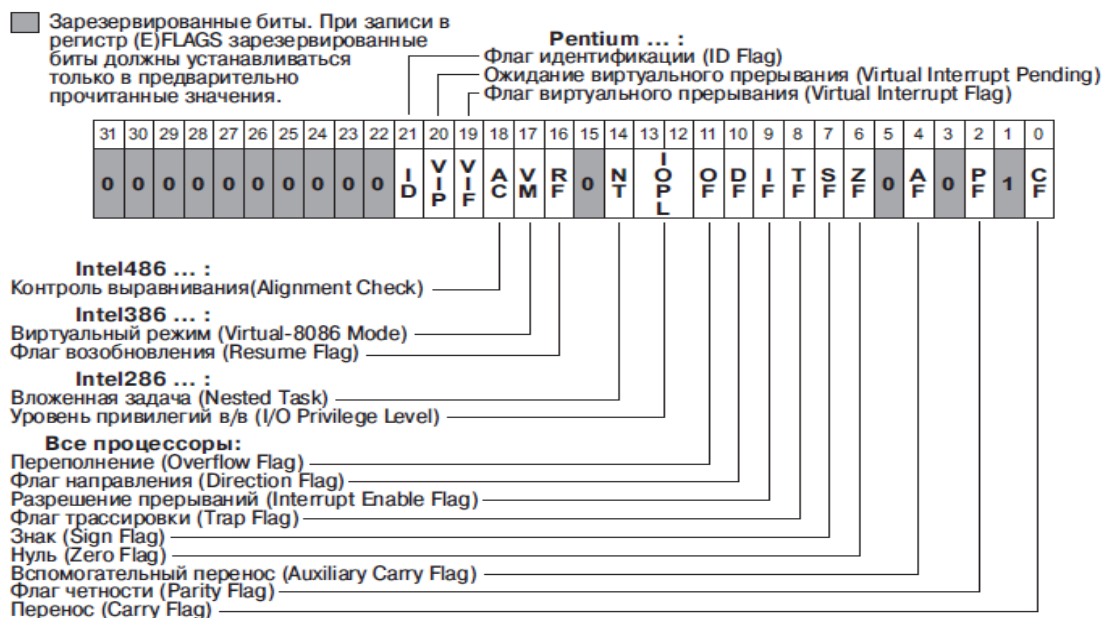 Зарезервированные биты. При записи в
регистр (E)FLAGS зарезервированные
биты должны устанавливаться
только в предварительно
прочитанные значения.
Pentium ... :
Флаг идентификации (ID Flag)
Ожидание виртуального прерывания (Virtual Interrupt Pending)
Флаг виртуального прерывания (Virtual Interrupt Flag)
31 30 29 28 27 26 25 24 23 22 21 20 19 18 17 16 15 14 13 12 11 10 9 8 7 6 5 4 3 2 1 0
0 0 0 0 0 0 0 0 0 0 ID VIP VIF AC VM RF 0 NT IOPL OF DF IF TF SF ZF 0 AF 0 PF 1 CF
Intel486 ... :
Контроль выравнивания(Alignment Check)
Intel386 ... :
Виртуальный режим (Virtual-8086 Mode)
Флаг возобновления (Resume Flag)
Intel286 ... :
Вложенная задача (Nested Task)
Уровень привилегий в/в (I/O Privilege Level)
Все процессоры:
Переполнение (Overflow Flag)
Флаг направления (Direction Flag)
Разрешение прерываний (Interrupt Enable Flag)
Флаг трассировки (Trap Flag)
Знак (Sign Flag)
Нуль (Zero Flag)
Вспомогательный перенос (Auxiliary Carry Flag)
Флаг четности (Parity Flag)
Перенос (Carry Flag)